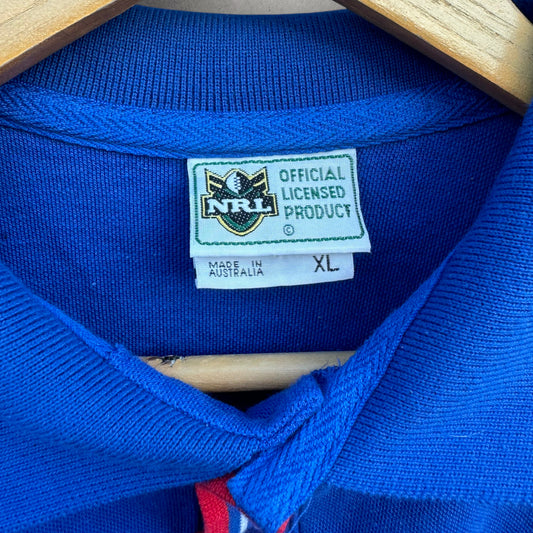 NRL
OFFICIAL
LICENSED
PRODUCT
©
MADE IN
AUSTRALIA
XL